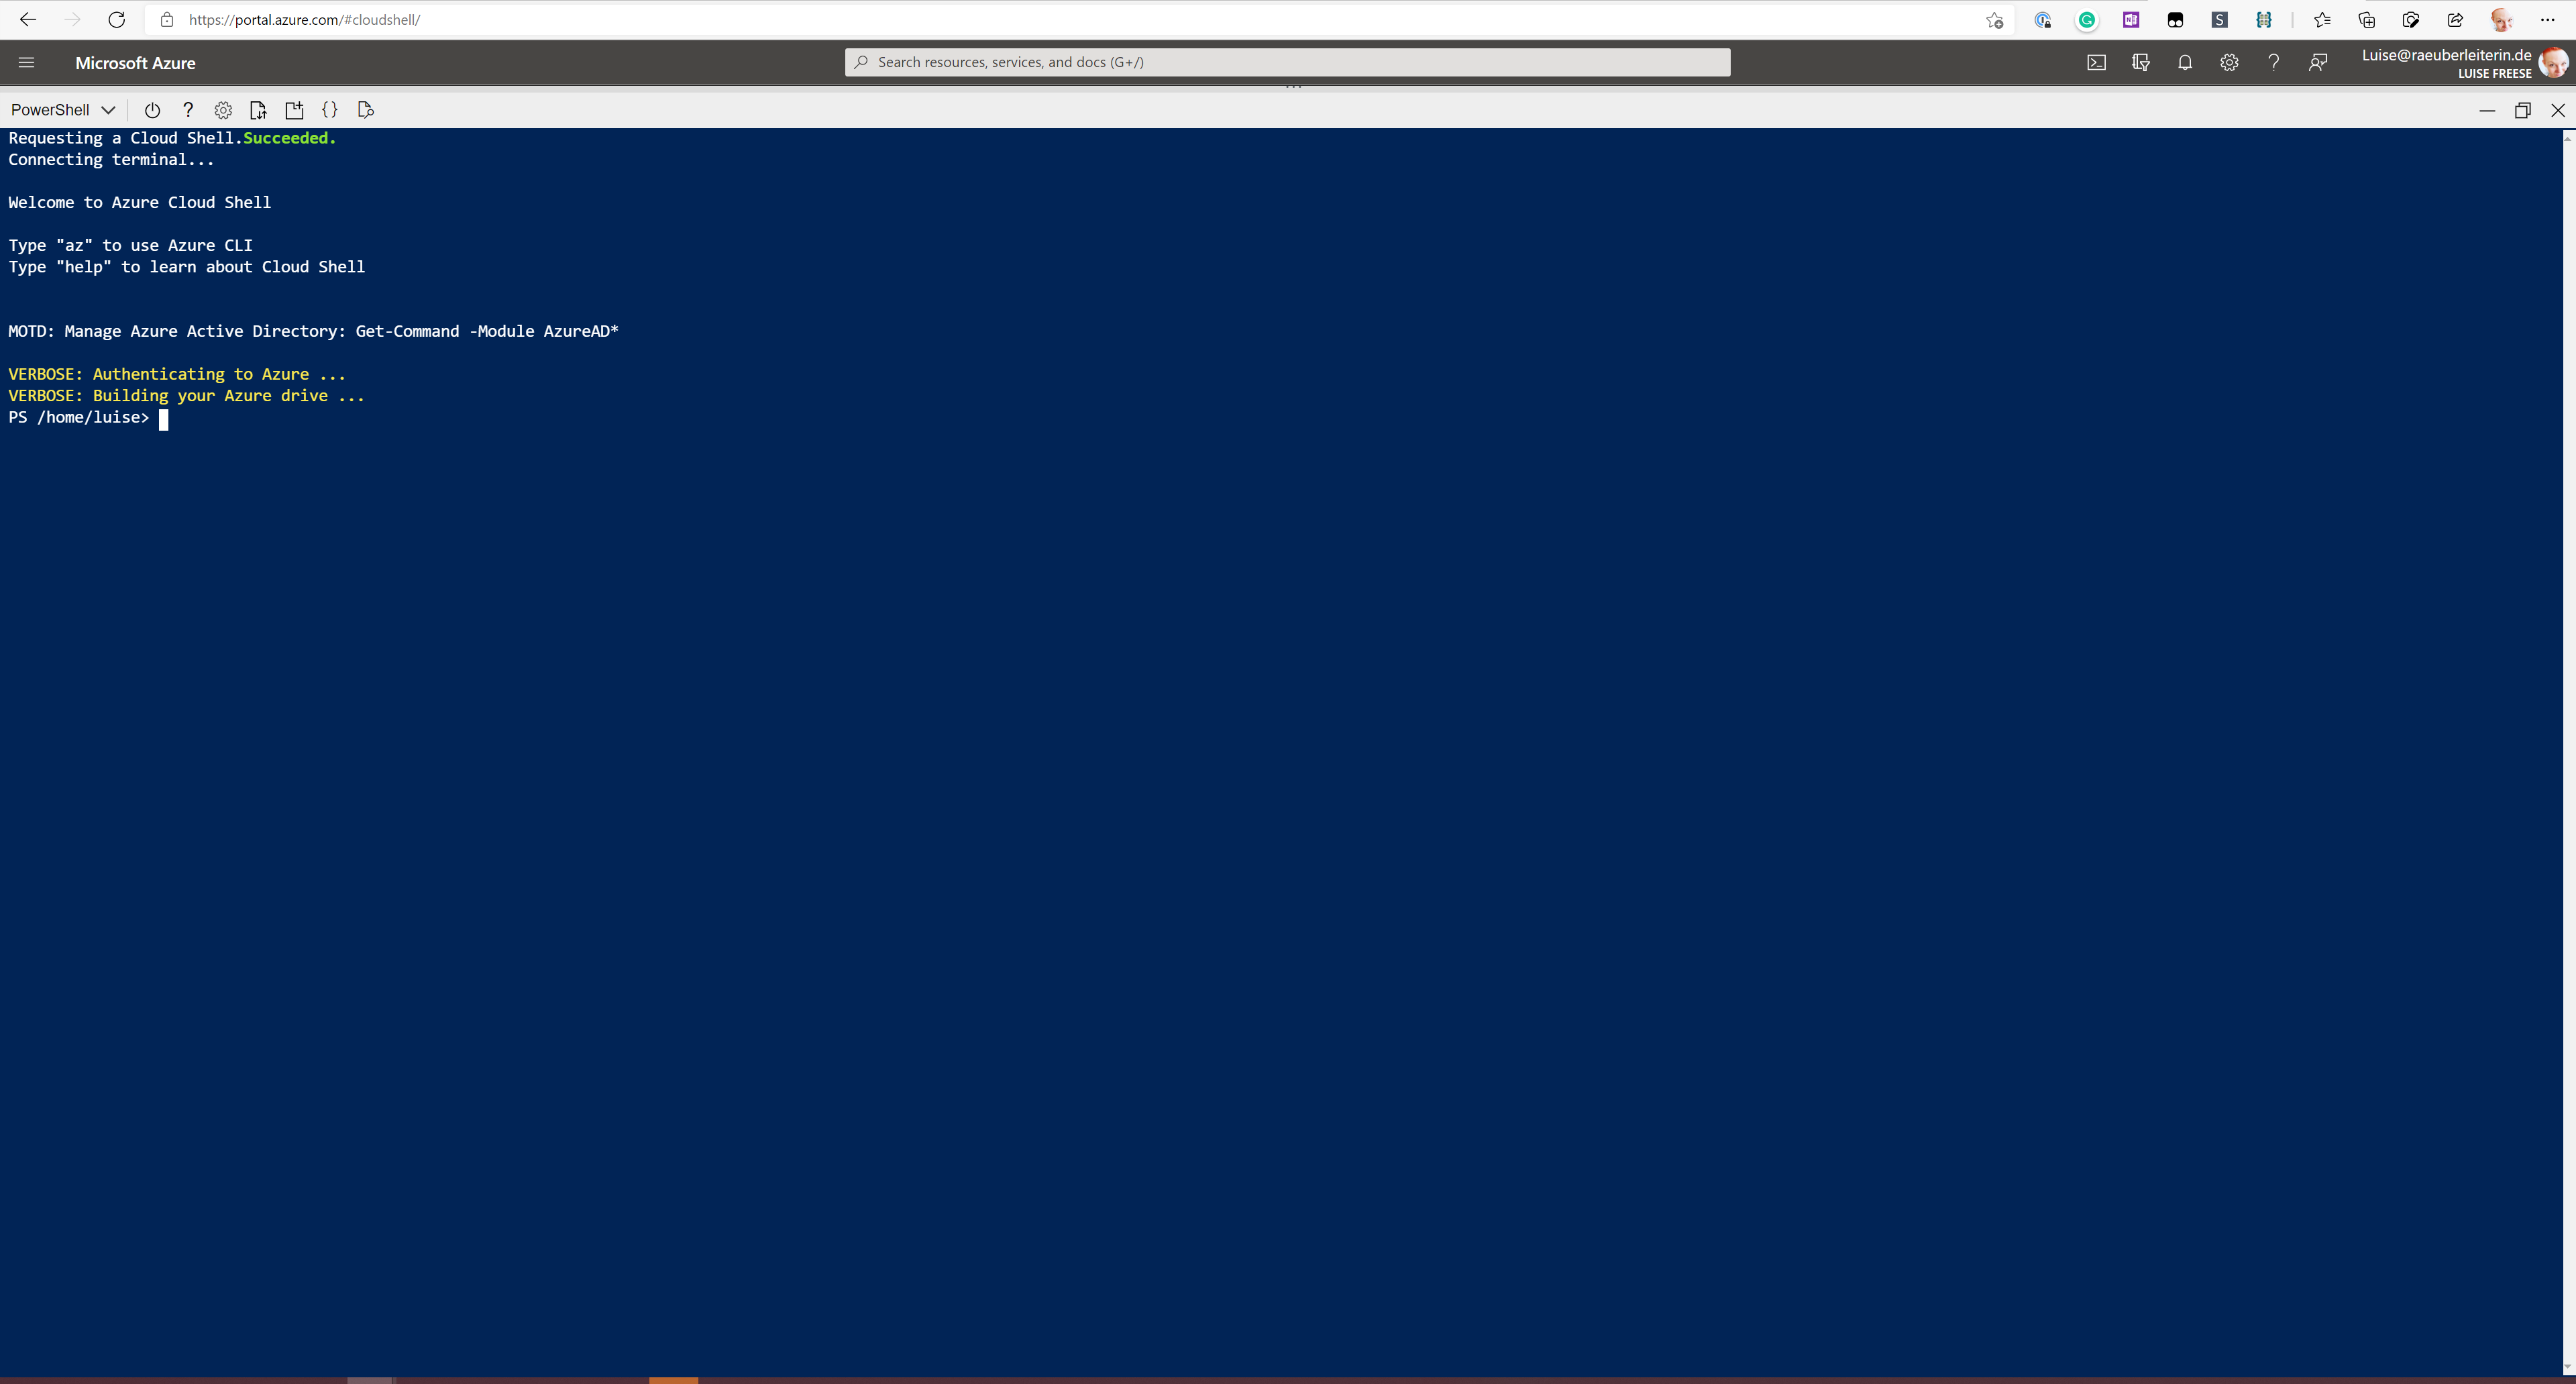 https://portal.azure.com/#cloudshell/
Microsoft Azure
Search resources, services, and docs (G+/)
Luise@raeuberleiterin.de
LUISE FREESE
PowerShell
Requesting a Cloud Shell.Succeeded.
Connecting terminal...
Welcome to Azure Cloud Shell
Type "az" to use Azure CLI
Type "help" to learn about Cloud Shell
MOTD: Manage Azure Active Directory: Get-Command -Module AzureAD*
VERBOSE: Authenticating to Azure ...
VERBOSE: Building your Azure drive ...
PS /home/luise>